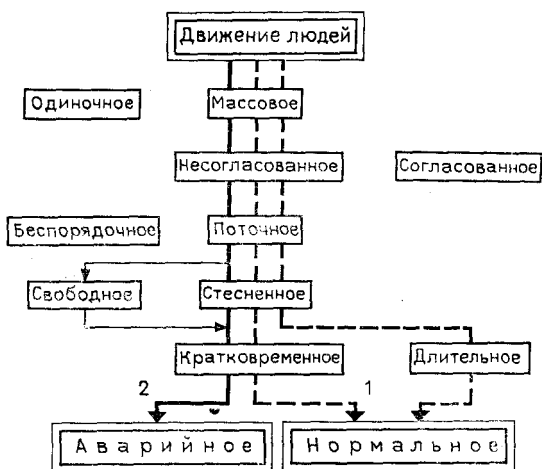 Движение людей
Одиночное
Массовое
Несогласованное
Согласованное
Беспорядочное
Поточное
Свободное
Стесненное
Кратковременное
Длительное
2
1
Аварийное
Нормальное